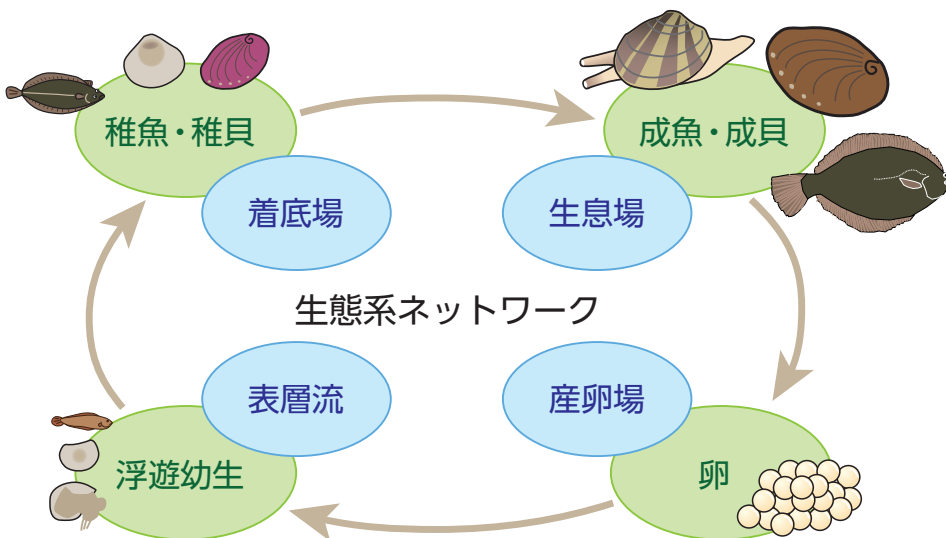 稚魚・稚貝
成魚・成貝
着底場
生息場
生態系ネットワーク
表層流
産卵場
浮遊幼生
卵